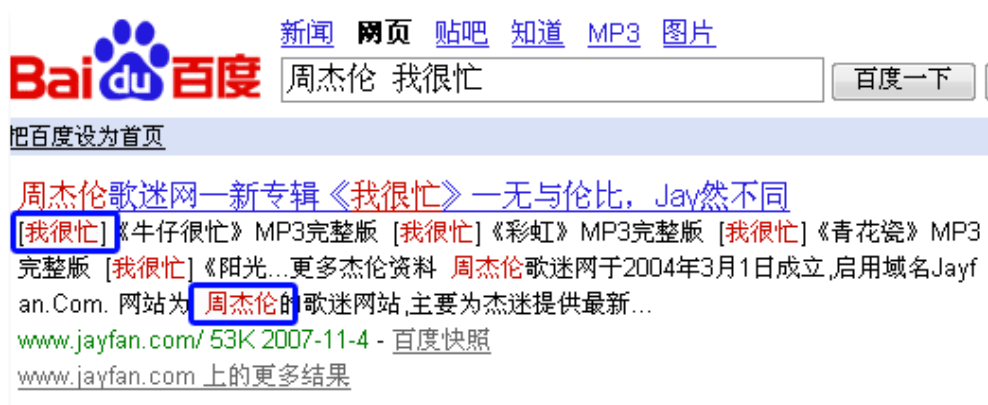 新闻 网页 贴吧 知道 MP3 图片
Bai du 百度 周杰伦 我很忙 百度一下
把百度设为首页
周杰伦歌迷网—新专辑《我很忙》—无与伦比，Jay然不同
[我很忙]《牛仔很忙》MP3完整版 [我很忙]《彩虹》MP3完整版 [我很忙]《青花瓷》MP3
完整版 [我很忙]《阳光...更多杰伦资料 周杰伦歌迷网于2004年3月1日成立,启用域名Jayf
an.Com. 网站为 周杰伦的歌迷网站,主要为杰迷提供最新...
www.jayfan.com/ 53K 2007-11-4 - 百度快照
www.jayfan.com 上的更多结果